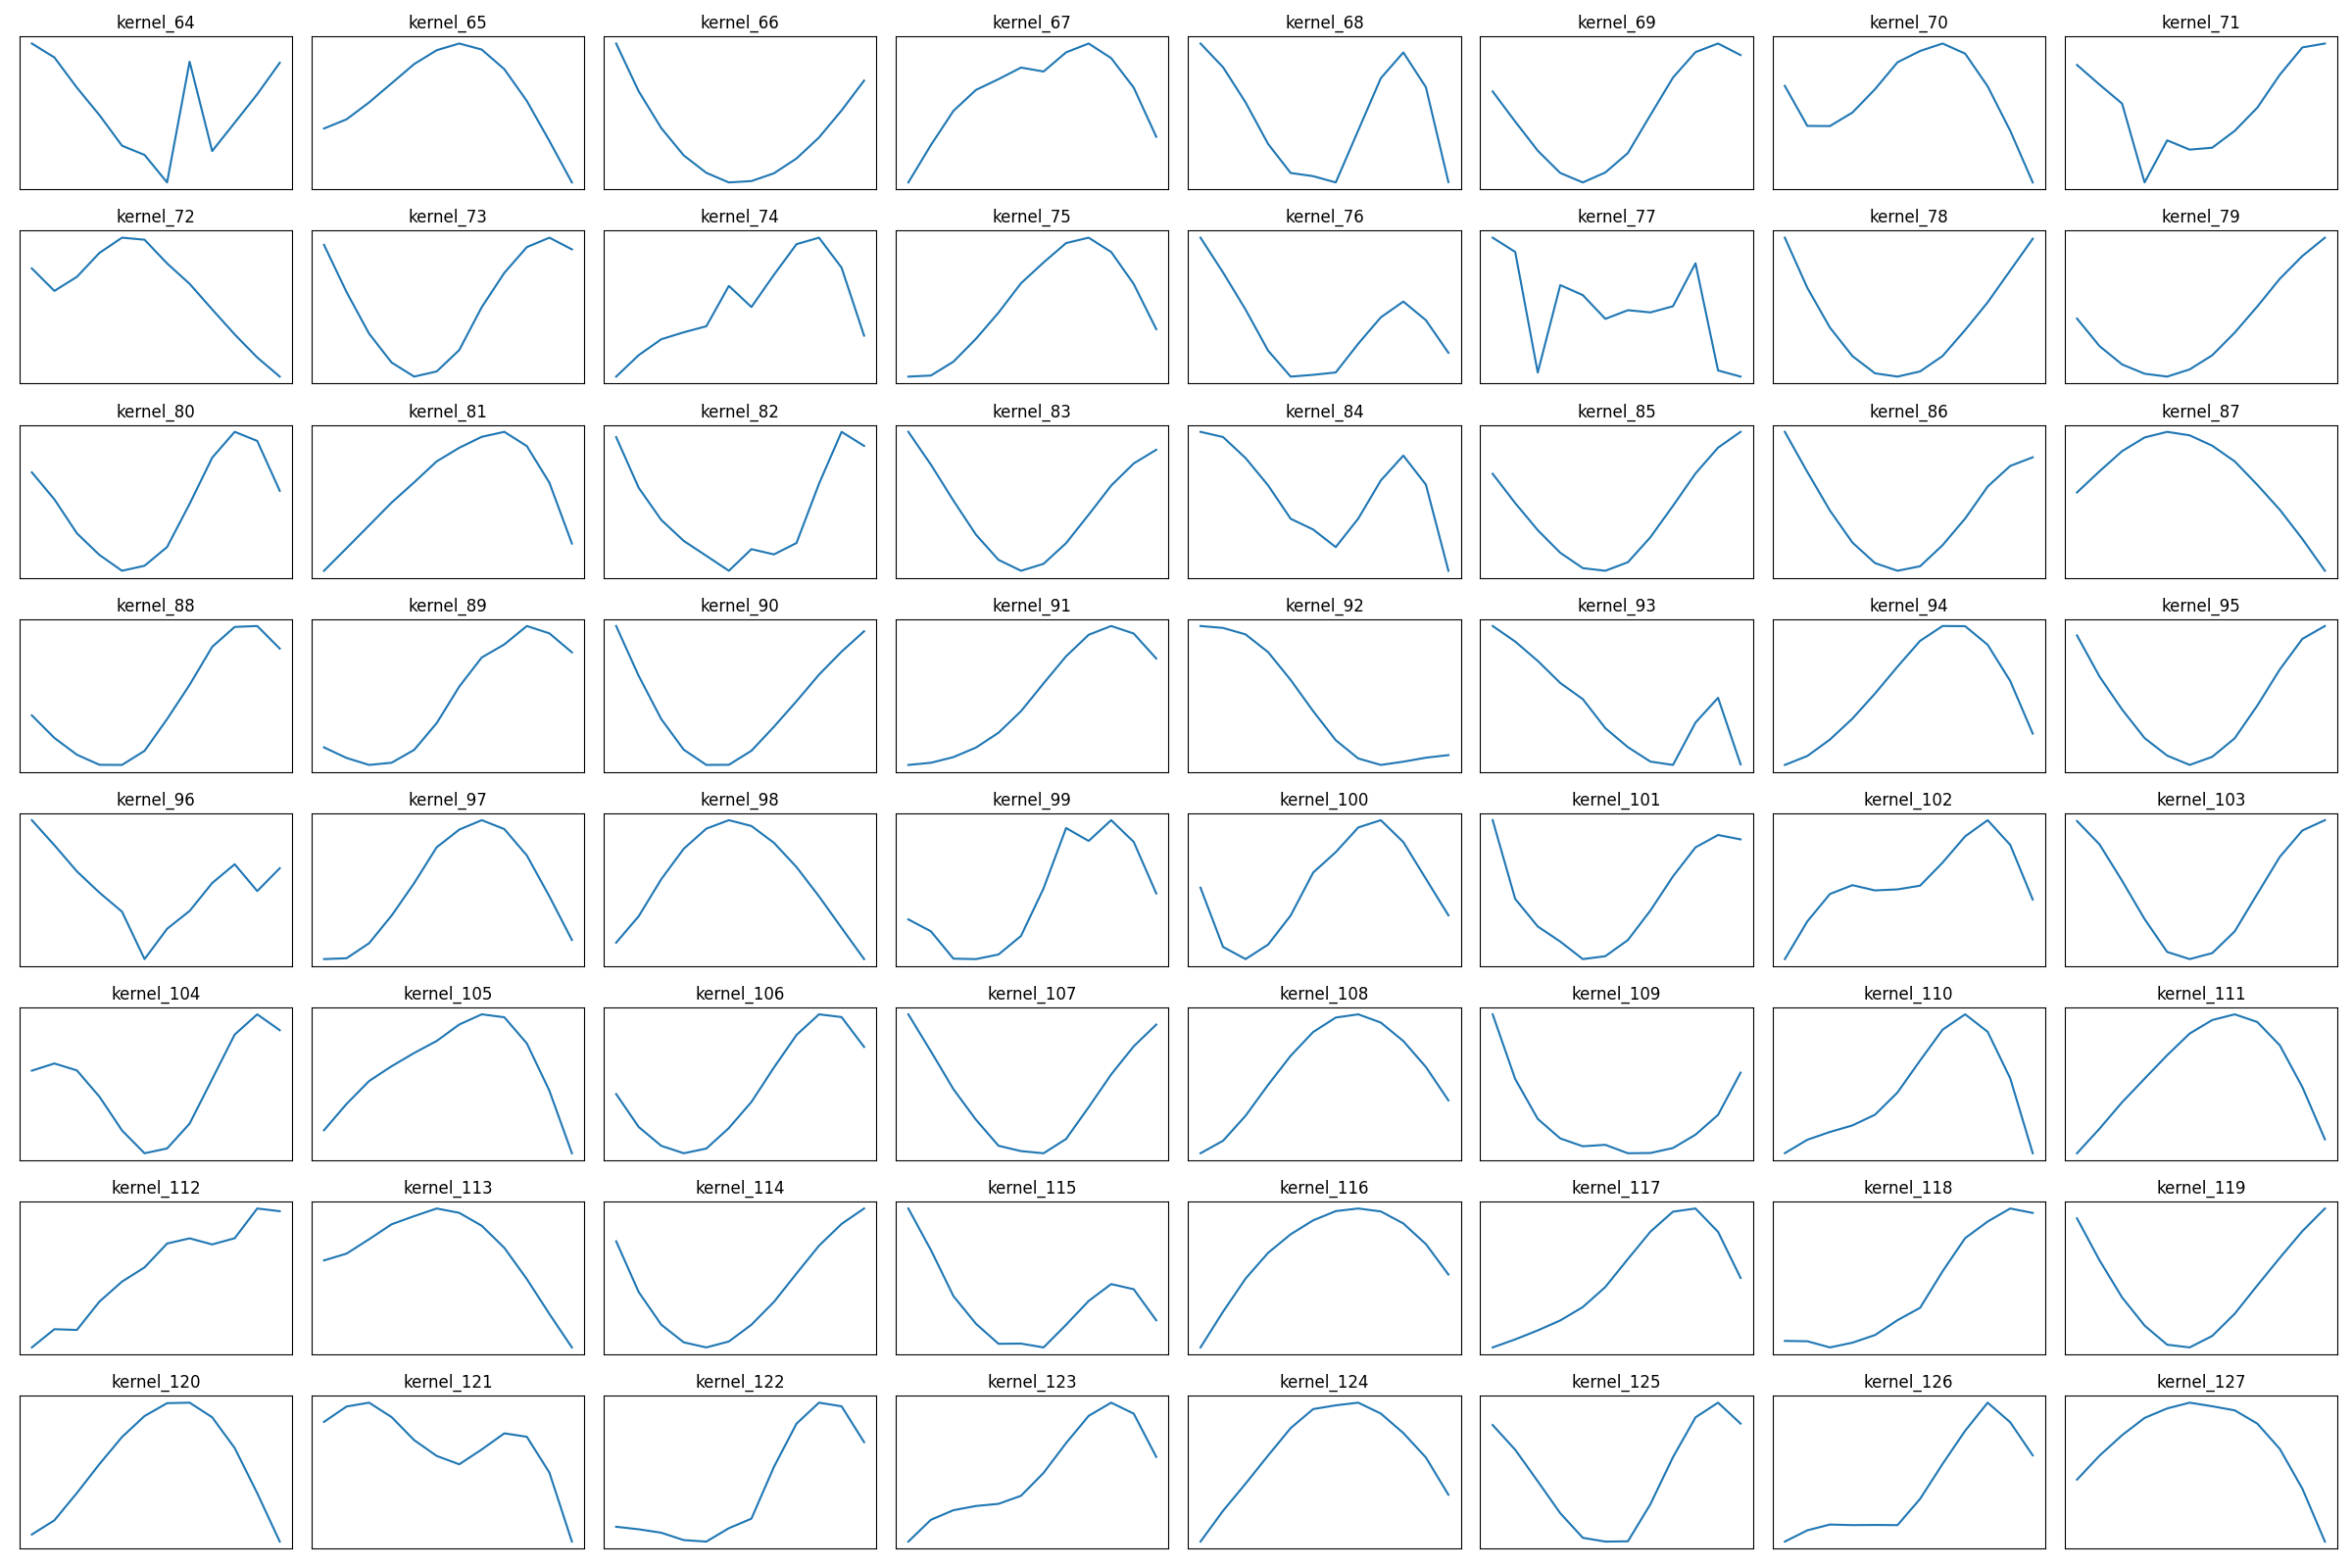 kernel_64 kernel_65 kernel_66 kernel_67 kernel_68 kernel_69 kernel_70 kernel_71
kernel_72 kernel_73 kernel_74 kernel_75 kernel_76 kernel_77 kernel_78 kernel_79
kernel_80 kernel_81 kernel_82 kernel_83 kernel_84 kernel_85 kernel_86 kernel_87
kernel_88 kernel_89 kernel_90 kernel_91 kernel_92 kernel_93 kernel_94 kernel_95
kernel_96 kernel_97 kernel_98 kernel_99 kernel_100 kernel_101 kernel_102 kernel_103
kernel_104 kernel_105 kernel_106 kernel_107 kernel_108 kernel_109 kernel_110 kernel_111
kernel_112 kernel_113 kernel_114 kernel_115 kernel_116 kernel_117 kernel_118 kernel_119
kernel_120 kernel_121 kernel_122 kernel_123 kernel_124 kernel_125 kernel_126 kernel_127